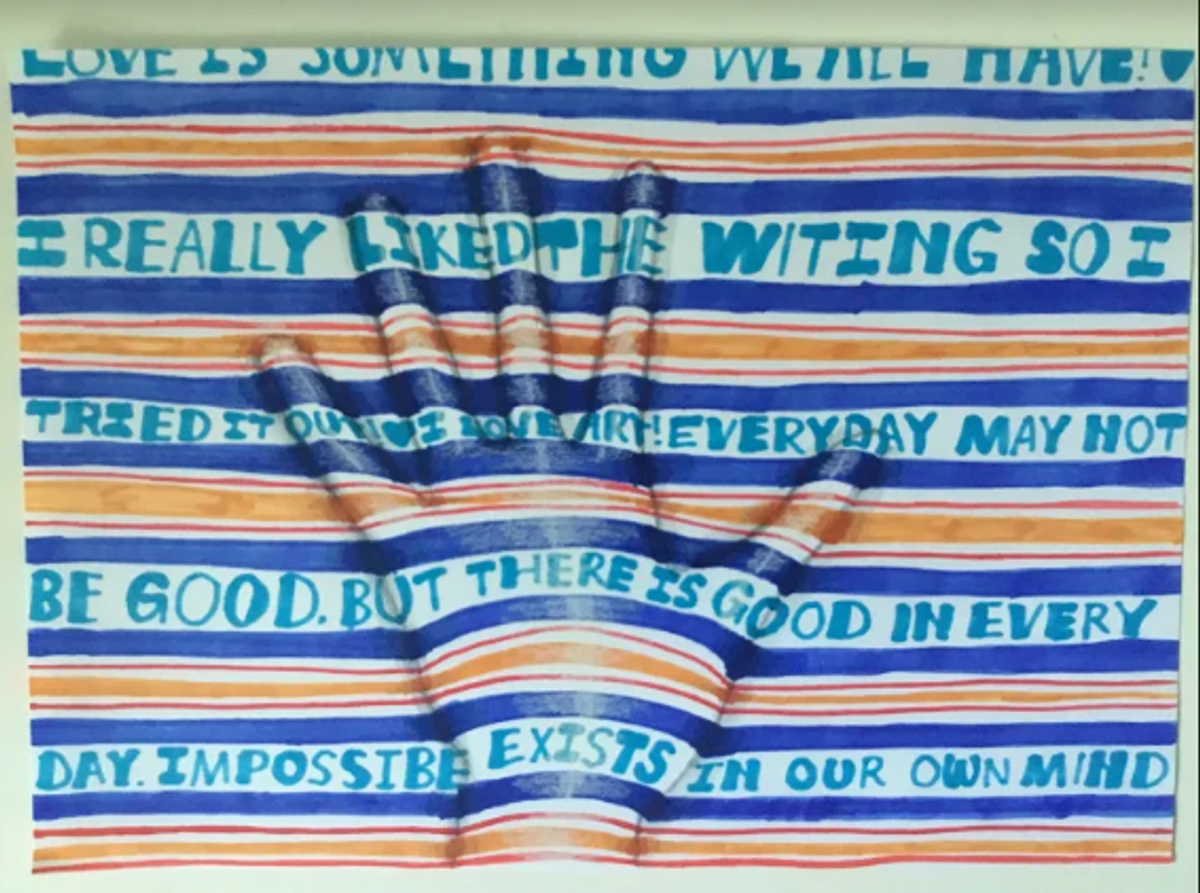 LOVE IS SOMETHING WE ALL HAVE!
I REALLY LIKED THE WITING SO I
TRIED IT OUT! I LOVE ART! EVERYDAY MAY NOT
BE GOOD. BUT THERE IS GOOD IN EVERY
DAY. IMPOSSIBE EXISTS IN OUR OWN MIND